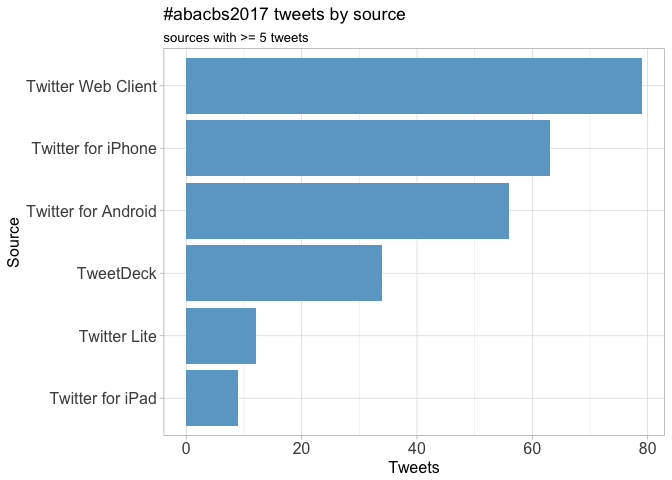 #abacbs2017 tweets by source
sources with >= 5 tweets
Source
Twitter Web Client
Twitter for iPhone
Twitter for Android
TweetDeck
Twitter Lite
Twitter for iPad
0 20 40 60 80
Tweets